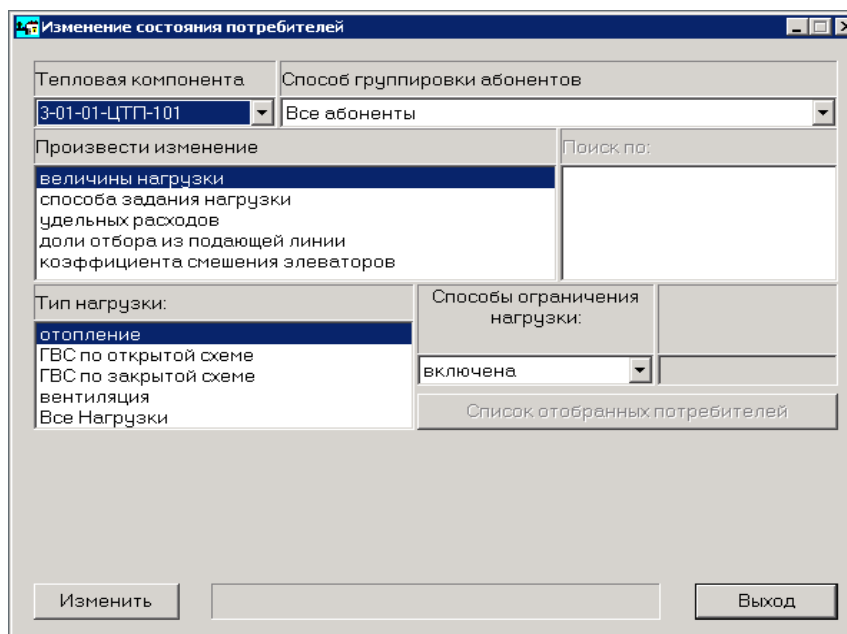 Изменение состояния потребителей
Тепловая компонента
Способ группировки абонентов
3-01-01-ЦТП-101
Все абоненты
Произвести изменение
Поиск по:
величины нагрузки
способа задания нагрузки
удельных расходов
доли отбора из подающей линии
коэффициента смешения элеваторов
Тип нагрузки:
Способы ограничения
нагрузки:
отопление
ГВС по открытой схеме
ГВС по закрытой схеме
вентиляция
Все Нагрузки
включена
Список отобранных потребителей
Изменить
Выход